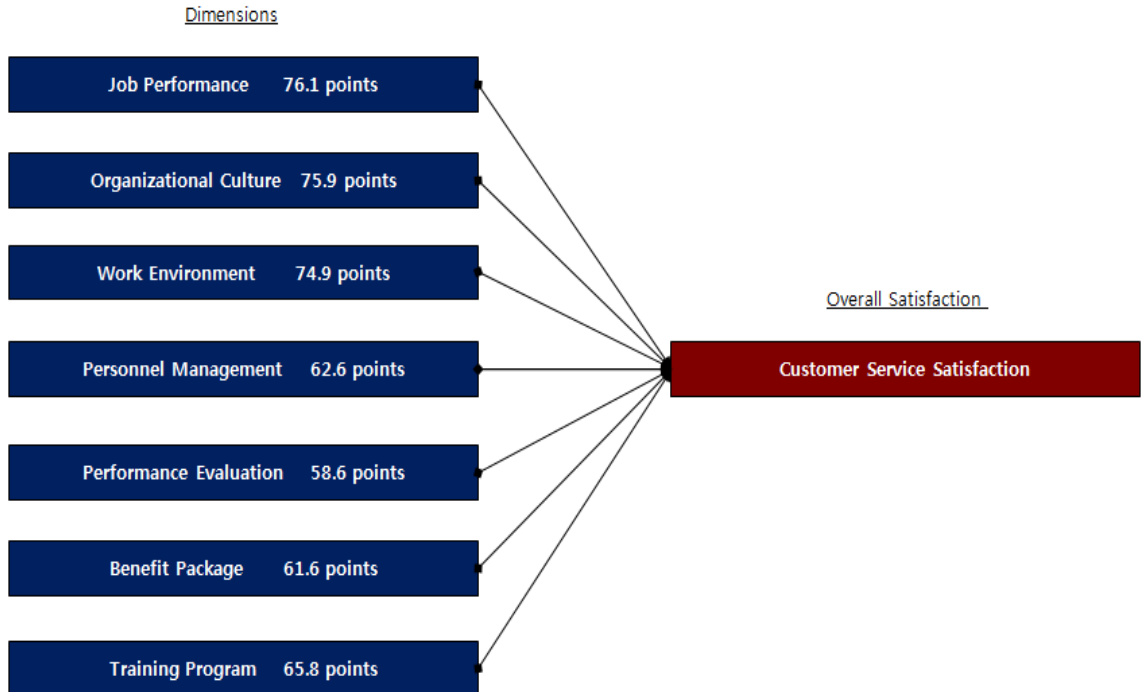 Dimensions
Job Performance 76.1 points
Organizational Culture 75.9 points
Work Environment 74.9 points
Overall Satisfaction
Personnel Management 62.6 points
Customer Service Satisfaction
Performance Evaluation 58.6 points
Benefit Package 61.6 points
Training Program 65.8 points